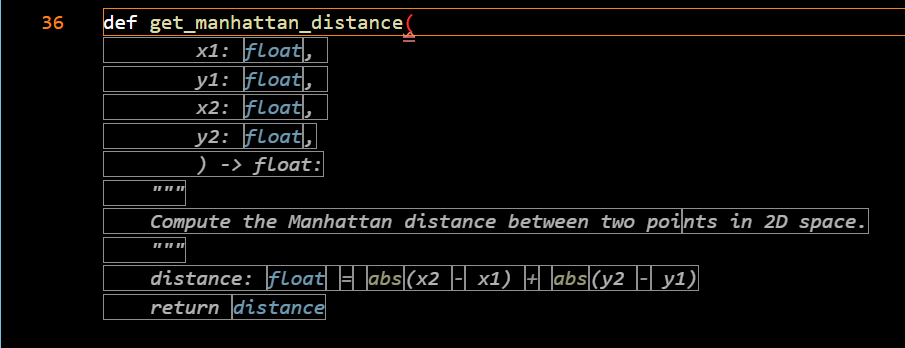 36 def get_manhattan_distance(
x1: float,
y1: float,
x2: float,
y2: float,
) -> float:
"""
Compute the Manhattan distance between two points in 2D space.
"""
distance: float = abs(x2 - x1) + abs(y2 - y1)
return distance